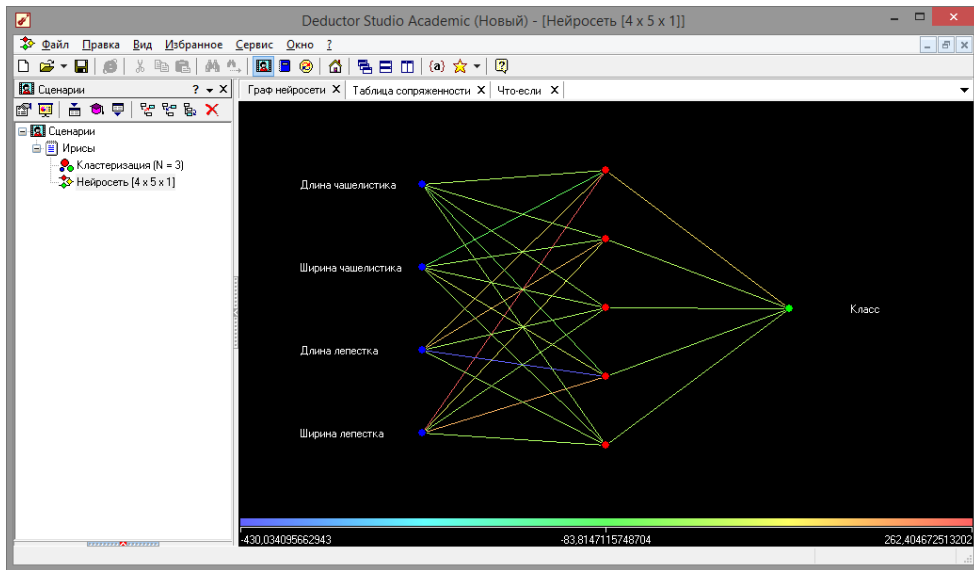 Deductor Studio Academic (Новый) - [Нейросеть [4 x 5 x 1]]
Файл Правка Вид Избранное Сервис Окно ?
Сценарии
Граф нейросети X Таблица сопряженности X Что-если X
Сценарии
Ирисы
Кластеризация (N = 3)
Нейросеть [4 x 5 x 1]
Длина чашелистика
Ширина чашелистика
Класс
Длина лепестка
Ширина лепестка
-430,034095662943 -83,8147115748704 262,404672513202